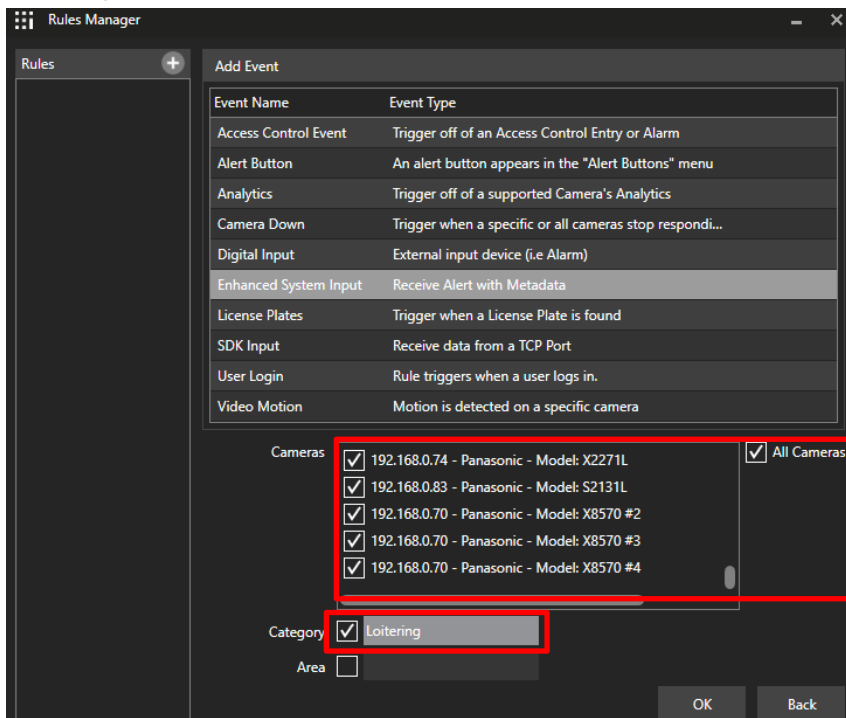 Rules Manager
Rules
Add Event
Event Name Event Type
Access Control Event Trigger off of an Access Control Entry or Alarm
Alert Button An alert button appears in the "Alert Buttons" menu
Analytics Trigger off of a supported Camera's Analytics
Camera Down Trigger when a specific or all cameras stop respondi...
Digital Input External input device (i.e Alarm)
Enhanced System Input Receive Alert with Metadata
License Plates Trigger when a License Plate is found
SDK Input Receive data from a TCP Port
User Login Rule triggers when a user logs in.
Video Motion Motion is detected on a specific camera
Cameras 192.168.0.74 - Panasonic - Model: X2271L All Cameras
192.168.0.83 - Panasonic - Model: S2131L
192.168.0.70 - Panasonic - Model: X8570 #2
192.168.0.70 - Panasonic - Model: X8570 #3
192.168.0.70 - Panasonic - Model: X8570 #4
Category Loitering
Area
OK Back